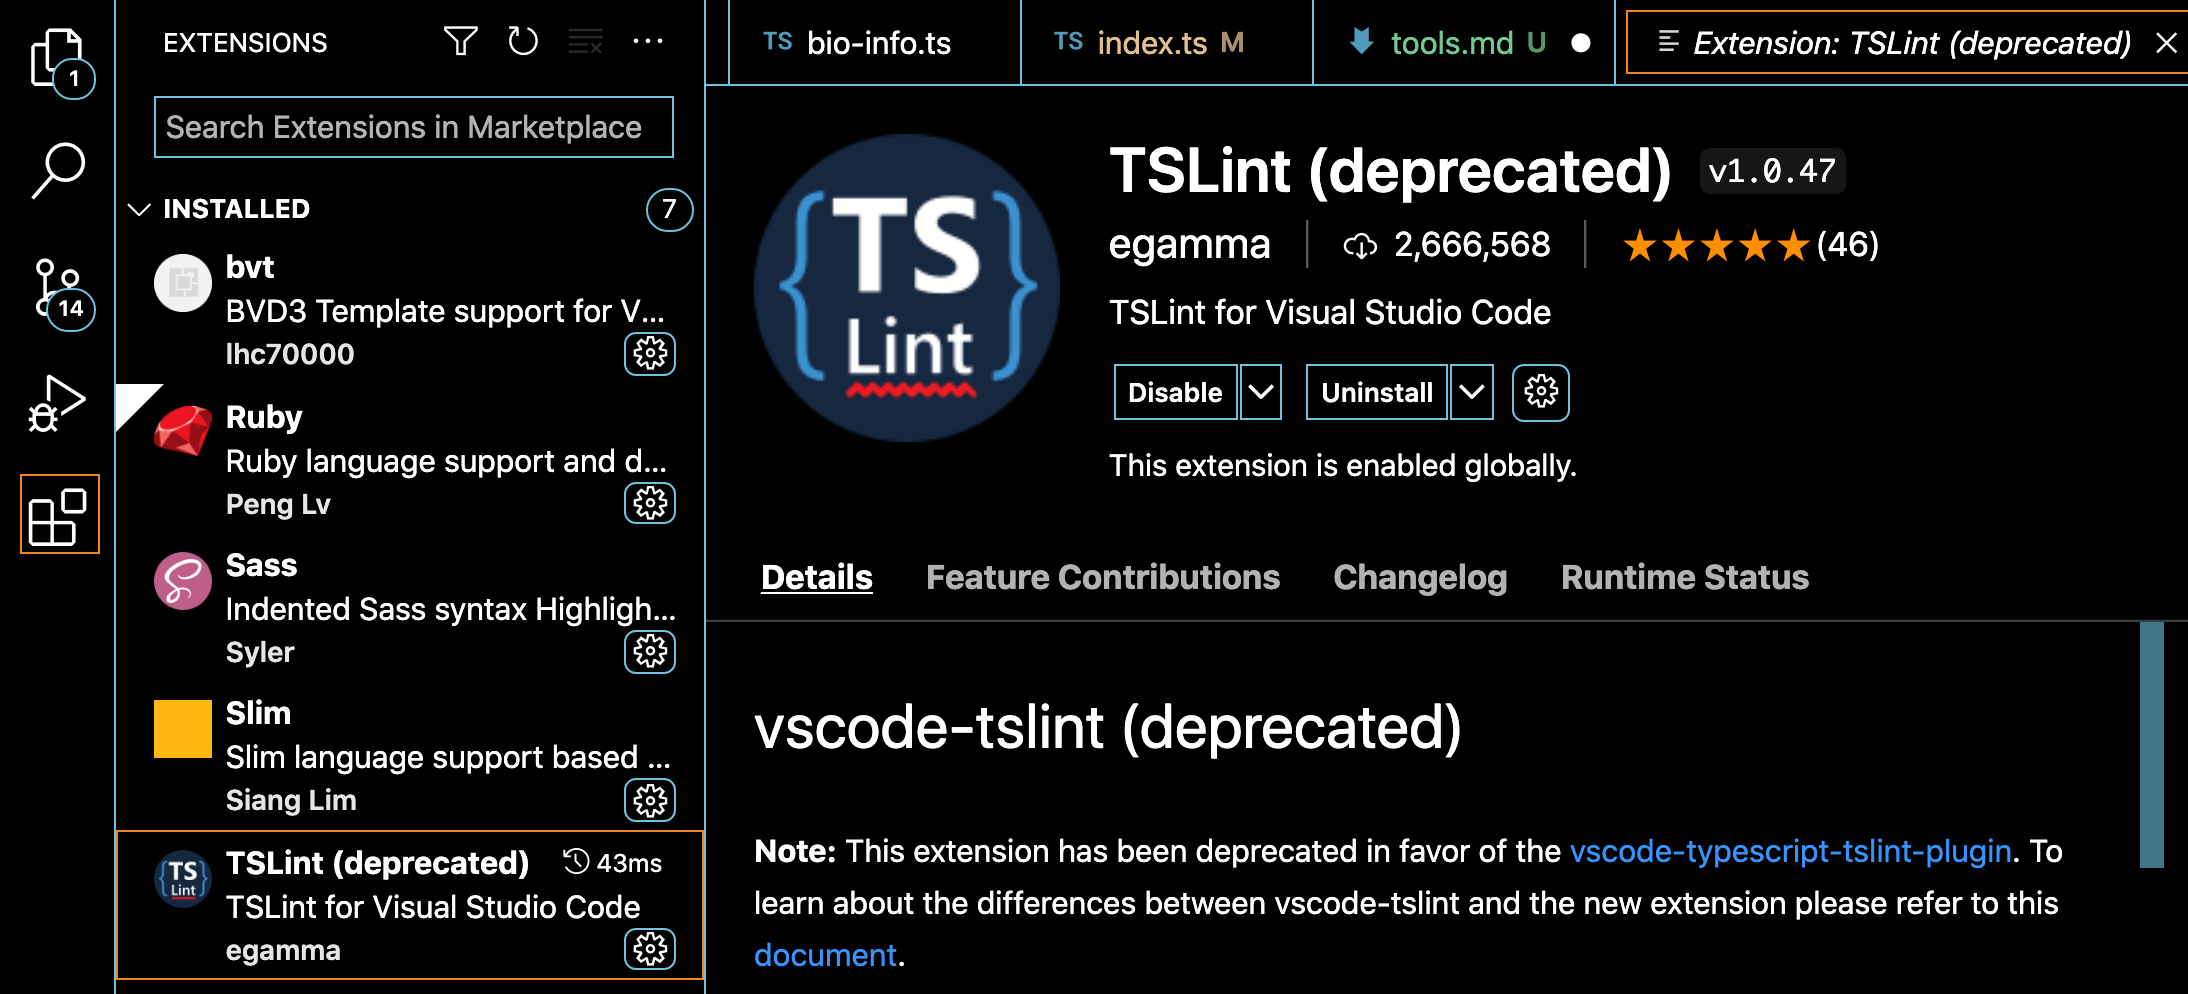 1
14
EXTENSIONS
Search Extensions in Marketplace
INSTALLED 7
bvt
BVD3 Template support for V...
lhc70000
Ruby
Ruby language support and d...
Peng Lv
Sass
Indented Sass syntax Highligh...
Syler
Slim
Slim language support based ...
Siang Lim
TS Lint
TSLint (deprecated) 43ms
TSLint for Visual Studio Code
egamma
TS bio-info.ts
TS index.ts M
tools.md U
Extension: TSLint (deprecated)
{TS}
Lint
TSLint (deprecated) v1.0.47
egamma 2,666,568 ★★★★★(46)
TSLint for Visual Studio Code
Disable Uninstall
This extension is enabled globally.
Details Feature Contributions Changelog Runtime Status
vscode-tslint (deprecated)
Note: This extension has been deprecated in favor of the vscode-typescript-tslint-plugin. To
learn about the differences between vscode-tslint and the new extension please refer to this
document.